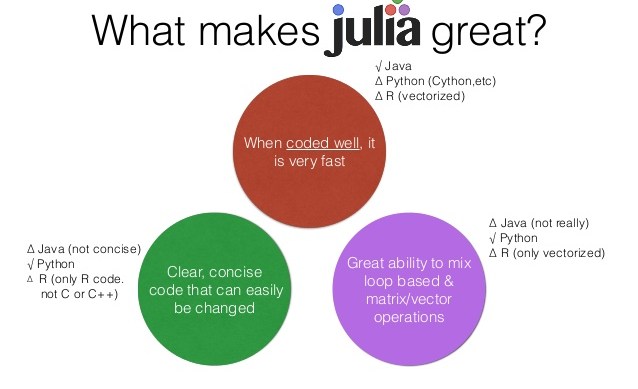 What makes julia great?
√ Java
Δ Python (Cython,etc)
Δ R (vectorized)
When coded well, it
is very fast
Δ Java (not concise)
√ Python
Δ R (only R code.
not C or C++)
Clear, concise
code that can easily
be changed
Δ Java (not really)
√ Python
Δ R (only vectorized)
Great ability to mix
loop based &
matrix/vector
operations